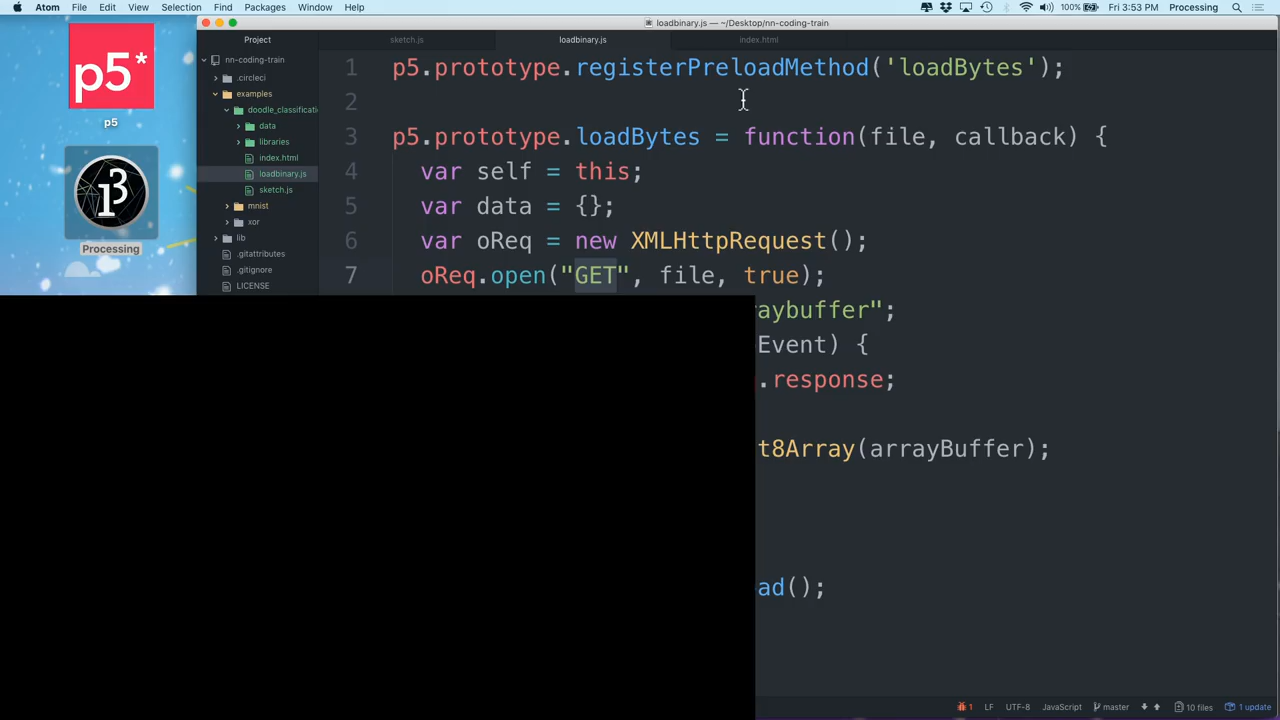 Atom File Edit View Selection Find Packages Window Help 100% Fri 3:53 PM Processing
loadbinary.js — ~/Desktop/nn-coding-train
Project sketch.js loadbinary.js index.html
p5*
p5
Processing
nn-coding-train
.circleci
examples
doodle_classificati
data
libraries
index.html
loadbinary.js
sketch.js
mnist
xor
lib
.gitattributes
.gitignore
LICENSE
1 p5.prototype.registerPreloadMethod('loadBytes');
2
3 p5.prototype.loadBytes = function(file, callback) {
4 var self = this;
5 var data = {};
6 var oReq = new XMLHttpRequest();
7 oReq.open("GET", file, true);
raybuffer";
Event) {
.response;
t8Array(arrayBuffer);
ad();
1 LF UTF-8 JavaScript master 10 files 1 update